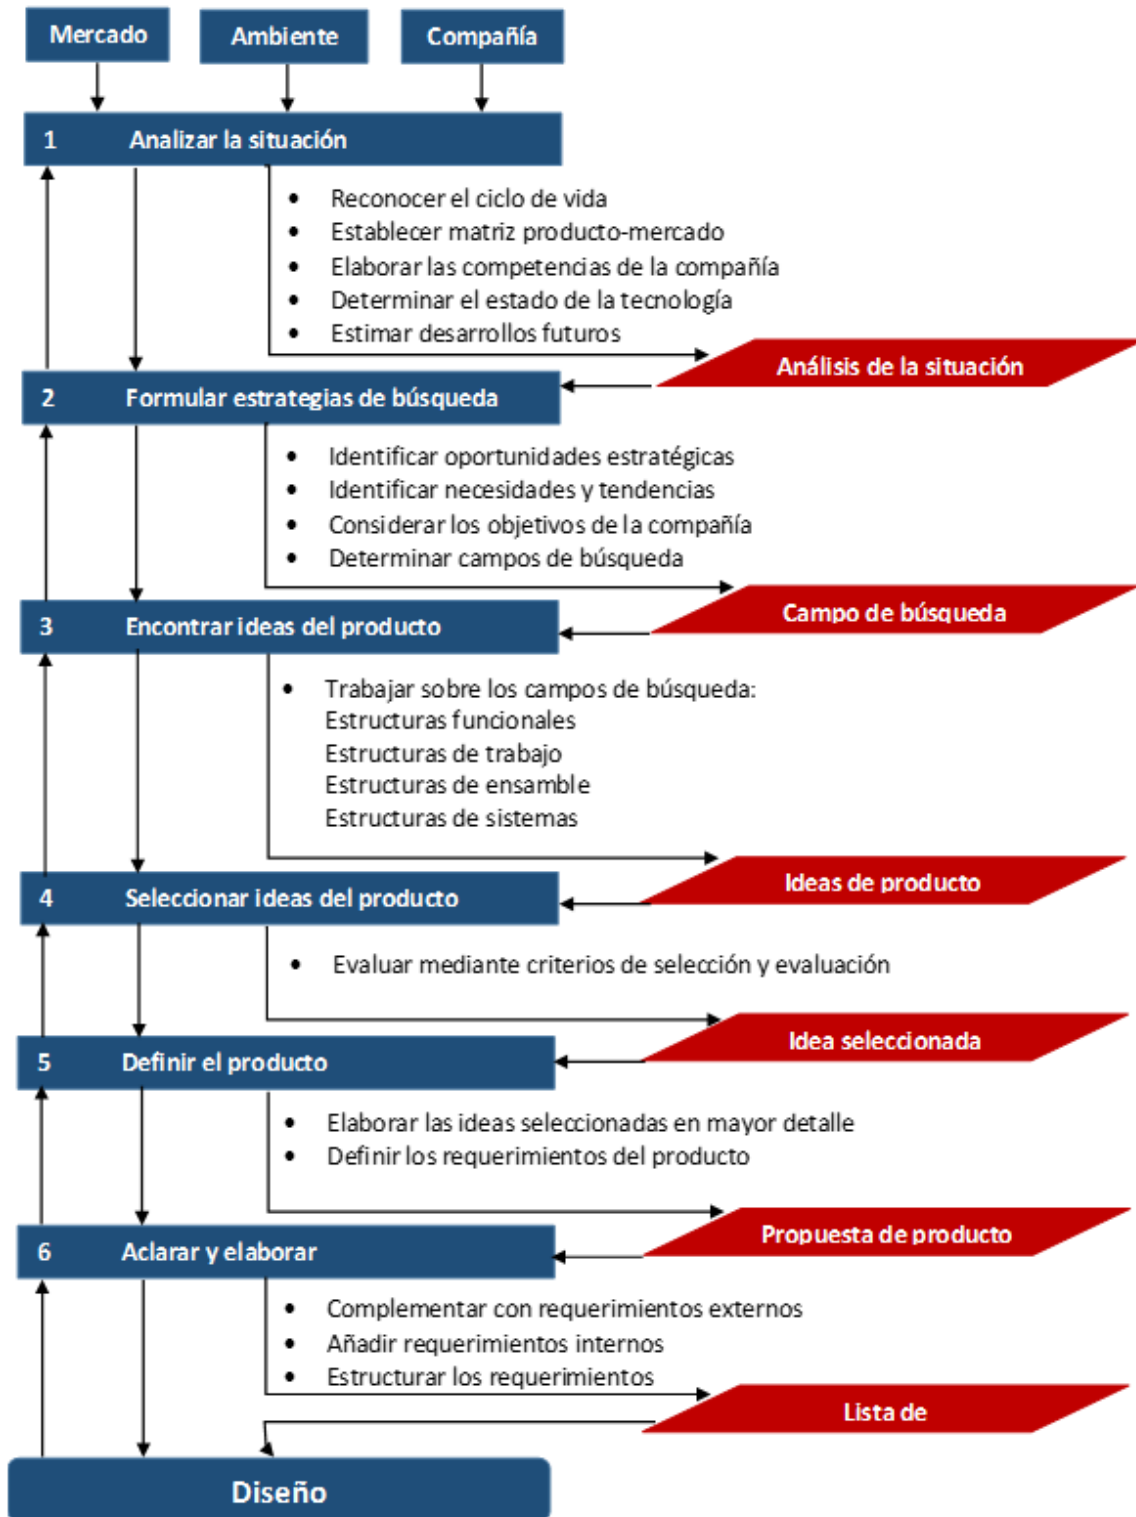 Mercado
Ambiente
Compañía
1 Analizar la situación
• Reconocer el ciclo de vida
• Establecer matriz producto-mercado
• Elaborar las competencias de la compañía
• Determinar el estado de la tecnología
• Estimar desarrollos futuros
Análisis de la situación
2 Formular estrategias de búsqueda
• Identificar oportunidades estratégicas
• Identificar necesidades y tendencias
• Considerar los objetivos de la compañía
• Determinar campos de búsqueda
Campo de búsqueda
3 Encontrar ideas del producto
• Trabajar sobre los campos de búsqueda:
Estructuras funcionales
Estructuras de trabajo
Estructuras de ensamble
Estructuras de sistemas
Ideas de producto
4 Seleccionar ideas del producto
• Evaluar mediante criterios de selección y evaluación
Idea seleccionada
5 Definir el producto
• Elaborar las ideas seleccionadas en mayor detalle
• Definir los requerimientos del producto
Propuesta de producto
6 Aclarar y elaborar
• Complementar con requerimientos externos
• Añadir requerimientos internos
• Estructurar los requerimientos
Lista de
Diseño